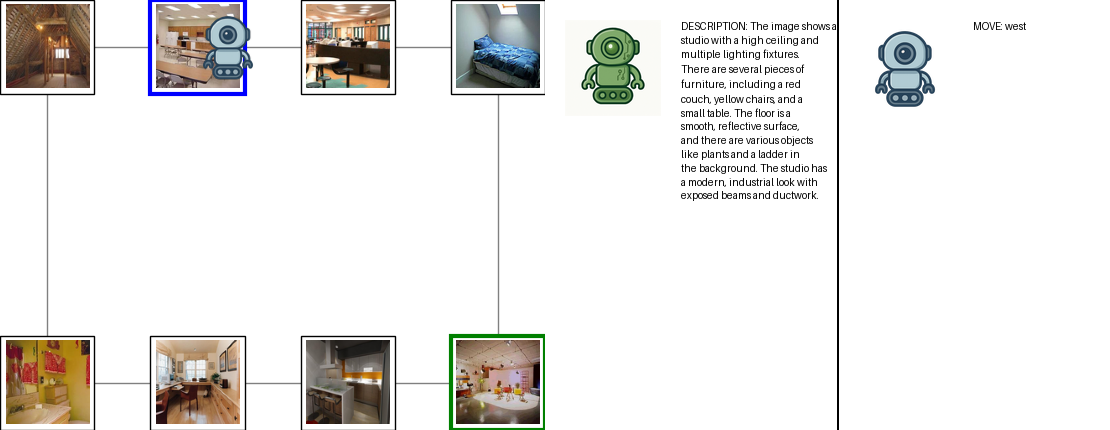 DESCRIPTION: The image shows a
studio with a high ceiling and
multiple lighting fixtures.
There are several pieces of
furniture, including a red
couch, yellow chairs, and a
small table. The floor is a
smooth, reflective surface,
and there are various objects
like plants and a ladder in
the background. The studio has
a modern, industrial look with
exposed beams and ductwork.
MOVE: west